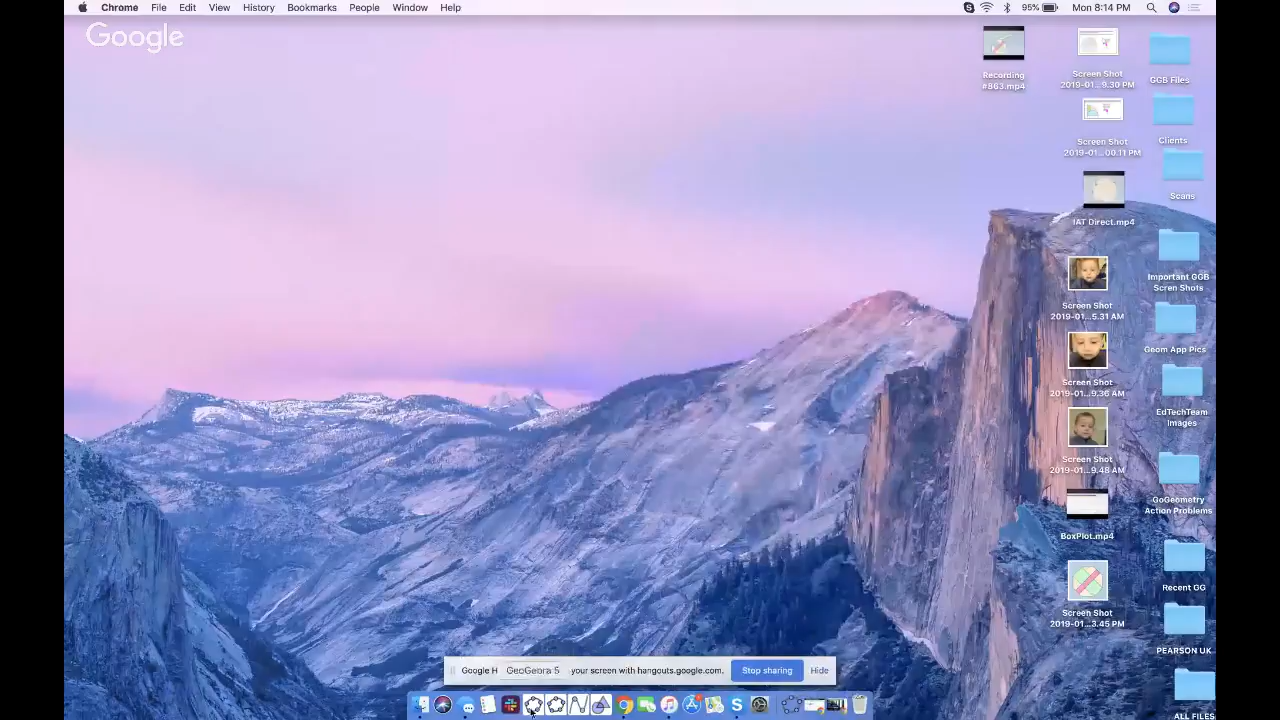 Chrome File Edit View History Bookmarks People Window Help
95% Mon 8:14 PM
Google
Recording
#863.mp4
Screen Shot
2019-01...9.30 PM
GGB Files
Screen Shot
2019-01...00.11 PM
Clients
Scans
IAT Direct.mp4
Important GGB
Scren Shots
Screen Shot
2019-01...5.31 AM
Geom App Pics
Screen Shot
2019-01...9.36 AM
EdTechTeam
Images
Screen Shot
2019-01...9.48 AM
GoGeometry
Action Problems
BoxPlot.mp4
Recent GG
Screen Shot
2019-01...3.45 PM
PEARSON UK
ALL FILES
Google H GeoGebra 5 your screen with hangouts.google.com. Stop sharing Hide